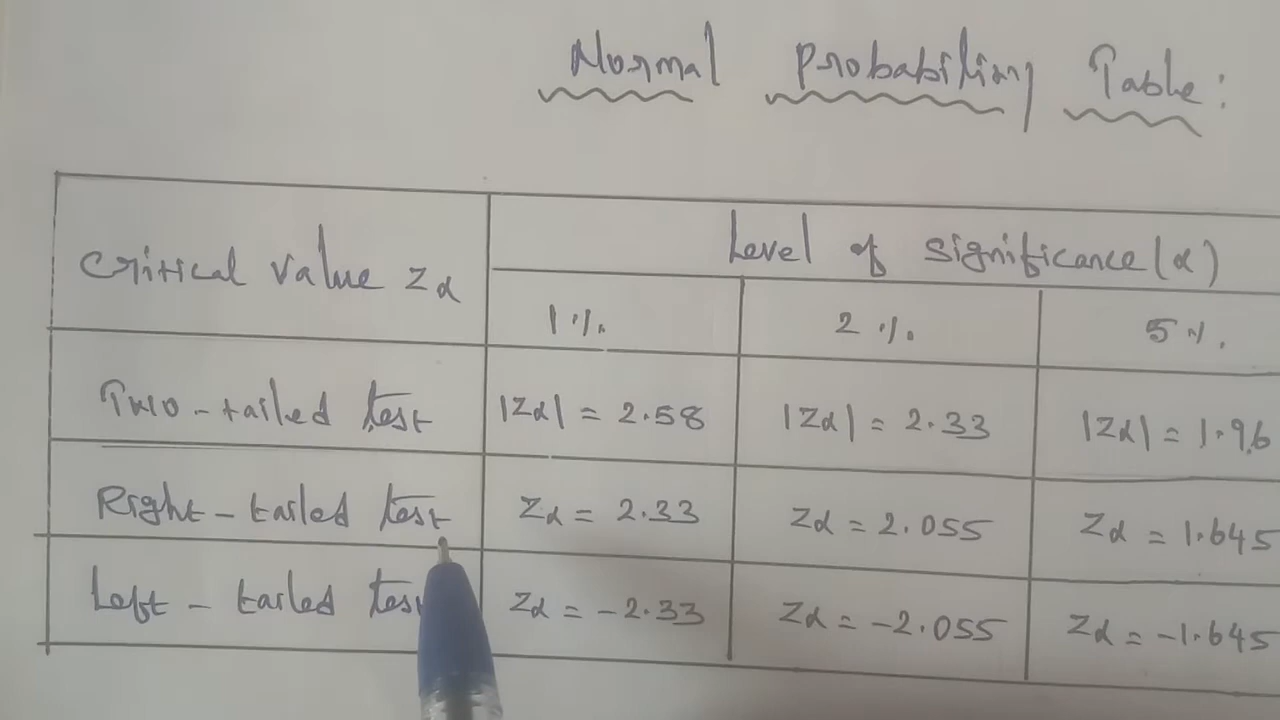 Normal Probability Table:
Critical value Zα
Level of significance (α)
1%. 2%. 5%.
Two-tailed test |Zα| = 2.58 |Zα| = 2.33 |Zα| = 1.96
Right-tailed test Zα = 2.33 Zα = 2.055 Zα = 1.645
Left-tailed test Zα = -2.33 Zα = -2.055 Zα = -1.645